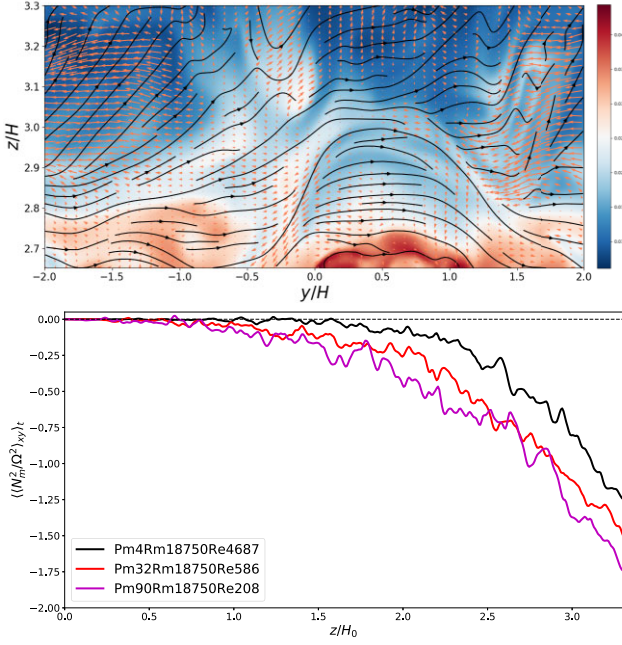 3.3
3.2
3.1
3.0
2.9
2.8
2.7
z/H
−2.0 −1.5 −1.0 −0.5 0.0 0.5 1.0 1.5 2.0
y/H
0.00
−0.25
−0.50
−0.75
−1.00
−1.25
−1.50
−1.75
−2.00
⟨⟨N²ₘ/Ω²⟩ₓᵧ⟩ₜ
Pm4Rm18750Re4687
Pm32Rm18750Re586
Pm90Rm18750Re208
0.0 0.5 1.0 1.5 2.0 2.5 3.0
z/H₀